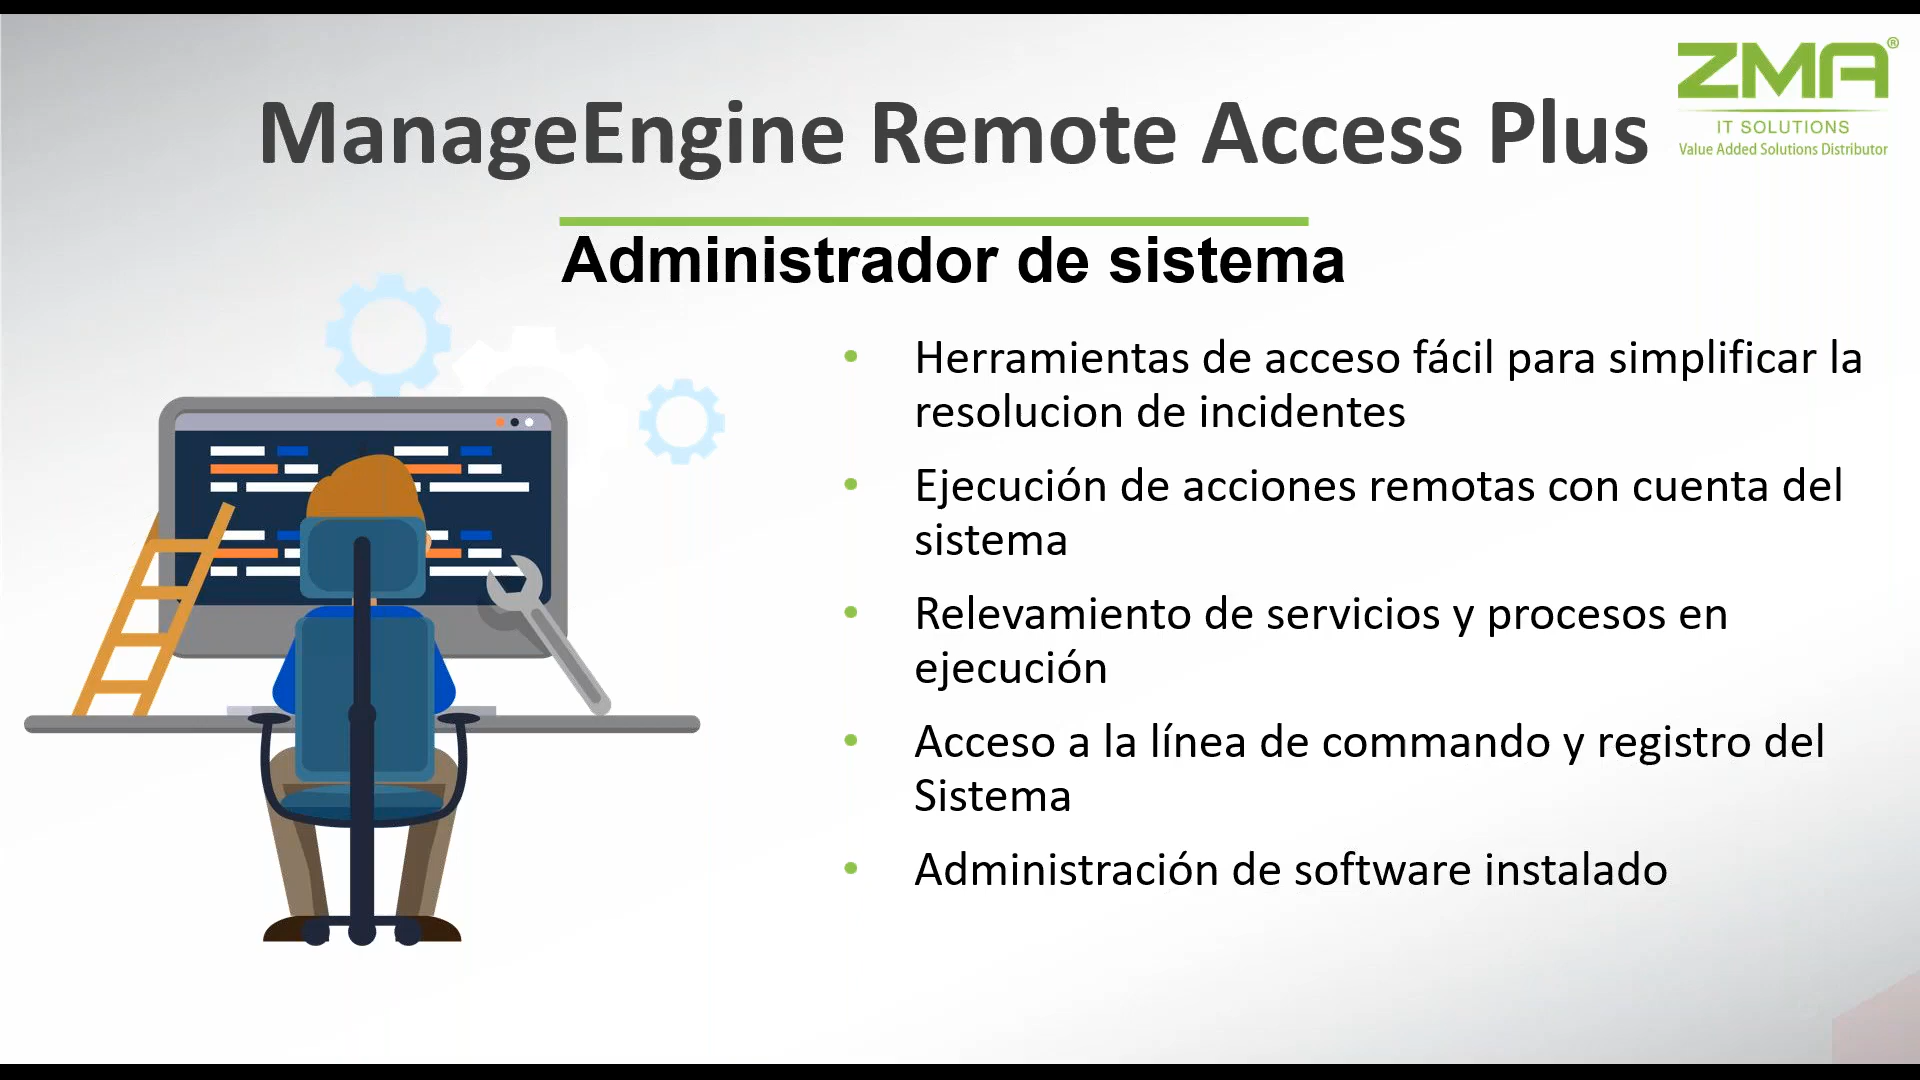 ZMA®
IT SOLUTIONS
Value Added Solutions Distributor
ManageEngine Remote Access Plus
Administrador de sistema
• Herramientas de acceso fácil para simplificar la
resolucion de incidentes
• Ejecución de acciones remotas con cuenta del
sistema
• Relevamiento de servicios y procesos en
ejecución
• Acceso a la línea de commando y registro del
Sistema
• Administración de software instalado